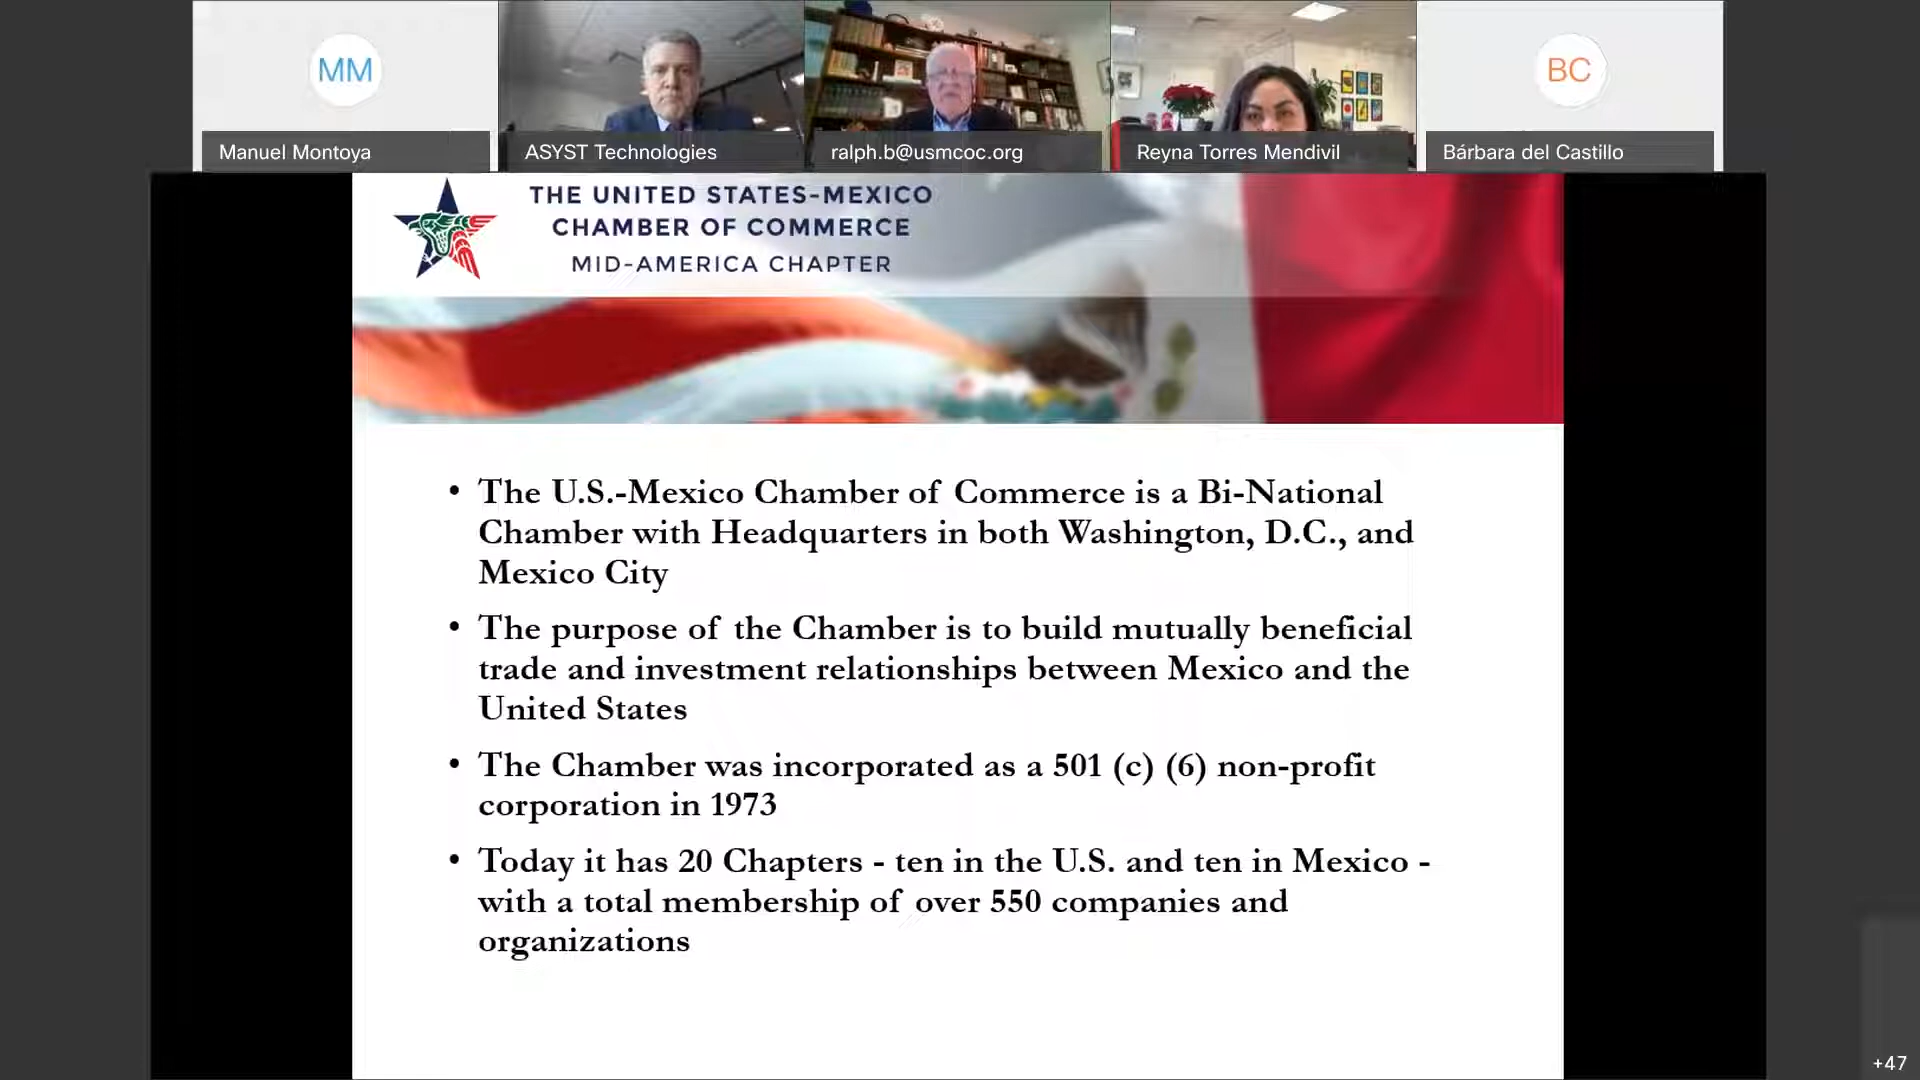 MM
BC
Manuel Montoya
ASYST Technologies
ralph.b@usmcoc.org
Reyna Torres Mendivil
Bárbara del Castillo
THE UNITED STATES-MEXICO
CHAMBER OF COMMERCE
MID-AMERICA CHAPTER
• The U.S.-Mexico Chamber of Commerce is a Bi-National
Chamber with Headquarters in both Washington, D.C., and
Mexico City
• The purpose of the Chamber is to build mutually beneficial
trade and investment relationships between Mexico and the
United States
• The Chamber was incorporated as a 501 (c) (6) non-profit
corporation in 1973
• Today it has 20 Chapters - ten in the U.S. and ten in Mexico -
with a total membership of over 550 companies and
organizations
+47